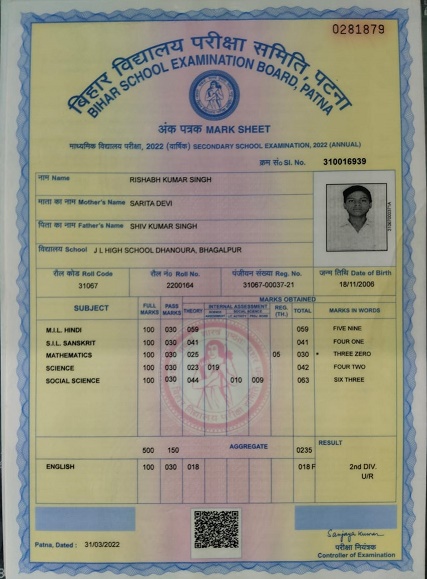 0281879
बिहार विद्यालय परीक्षा समिति, पटना
BIHAR SCHOOL EXAMINATION BOARD, PATNA
अंक पत्रक MARK SHEET
माध्यमिक विद्यालय परीक्षा, 2022 (वार्षिक) SECONDARY SCHOOL EXAMINATION, 2022 (ANNUAL)
क्रम सं० Sl. No. 310016939
नाम Name RISHABH KUMAR SINGH
माता का नाम Mother's Name SARITA DEVI
पिता का नाम Father's Name SHIV KUMAR SINGH
विद्यालय School J L HIGH SCHOOL DHANOURA, BHAGALPUR
रौल कोड Roll Code रौल नं० Roll No. पंजीयन संख्या Reg. No. जन्म तिथि Date of Birth
31067 2200164 31067-00037-21 18/11/2006
MARKS OBTAINED
SUBJECT FULL MARKS PASS MARKS THEORY INTERNAL ASSESSMENT REG. (TH.) TOTAL MARKS IN WORDS
M.I.L. HINDI 100 030 059 059 FIVE NINE
S.I.L. SANSKRIT 100 030 041 041 FOUR ONE
MATHEMATICS 100 030 025 05 030 * THREE ZERO
SCIENCE 100 030 023 019 042 FOUR TWO
SOCIAL SCIENCE 100 030 044 010 009 063 SIX THREE
500 150 AGGREGATE 0235 RESULT
ENGLISH 100 030 018 018 F 2nd DIV.
U/R
Patna, Dated : 31/03/2022
Sanjay Kumar
परीक्षा नियंत्रक
Controller of Examination